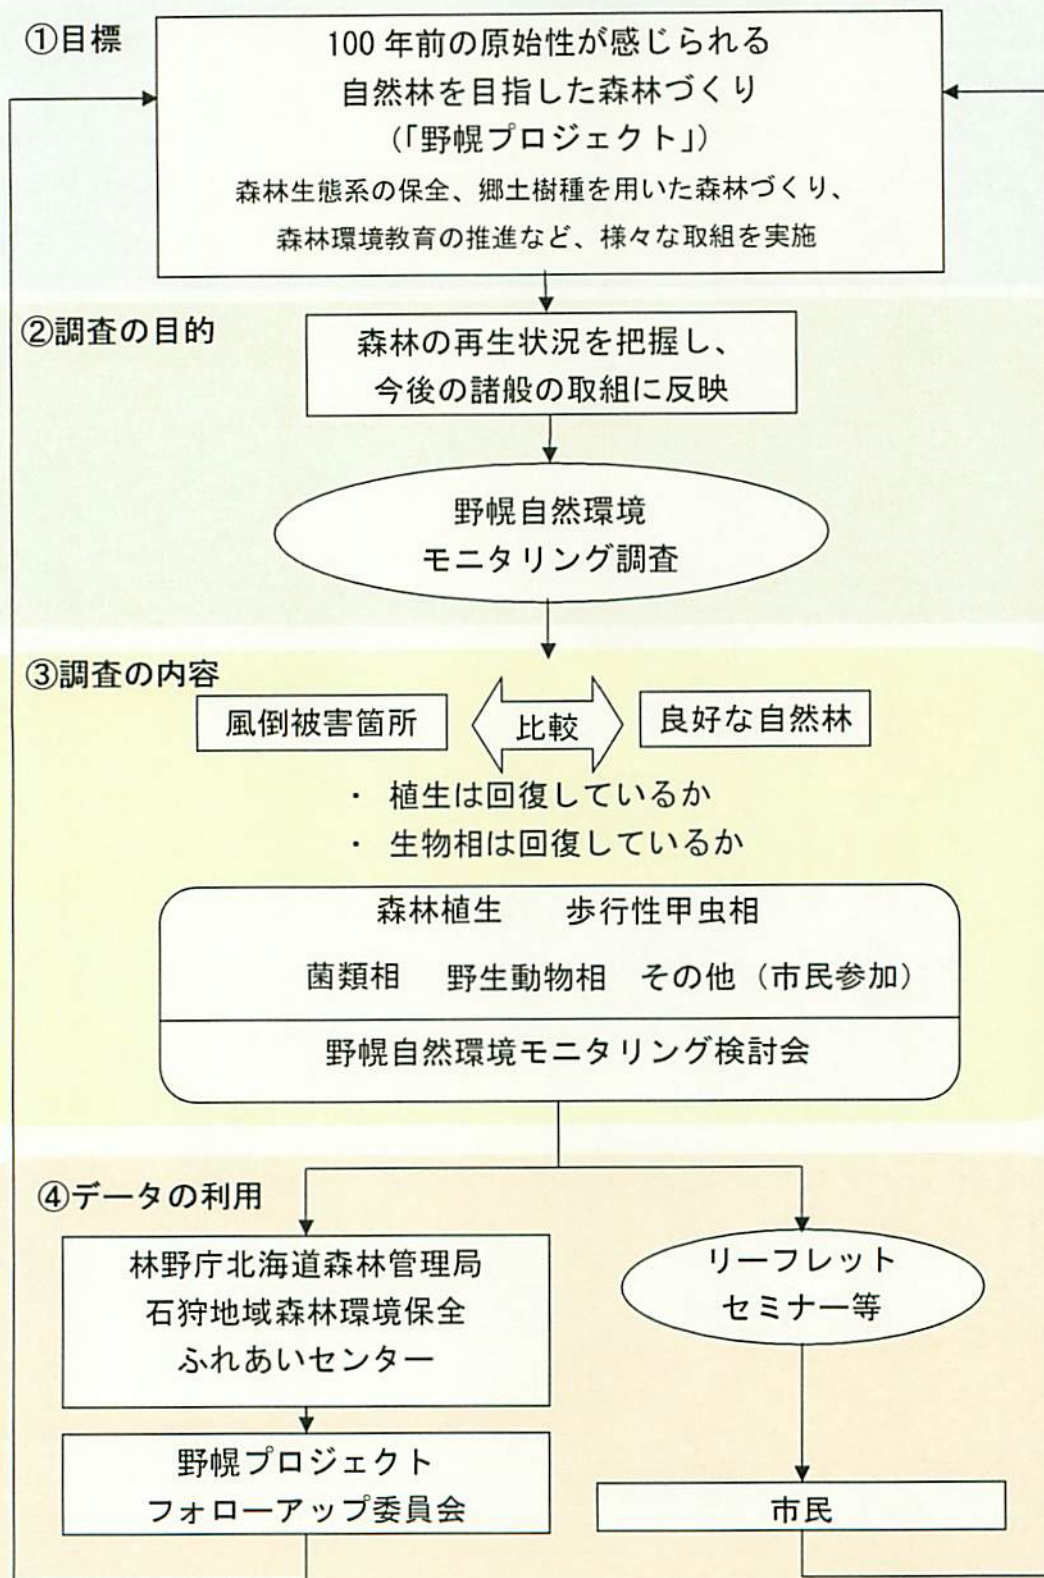 ①目標
100年前の原始性が感じられる
自然林を目指した森林づくり
(「野幌プロジェクト」)
森林生態系の保全、郷土樹種を用いた森林づくり、
森林環境教育の推進など、様々な取組を実施
②調査の目的
森林の再生状況を把握し、
今後の諸般の取組に反映
野幌自然環境
モニタリング調査
③調査の内容
風倒被害箇所 比較 良好な自然林
・ 植生は回復しているか
・ 生物相は回復しているか
森林植生 歩行性甲虫相
菌類相 野生動物相 その他(市民参加)
野幌自然環境モニタリング検討会
④データの利用
林野庁北海道森林管理局
石狩地域森林環境保全
ふれあいセンター
リーフレット
セミナー等
野幌プロジェクト
フォローアップ委員会
市民